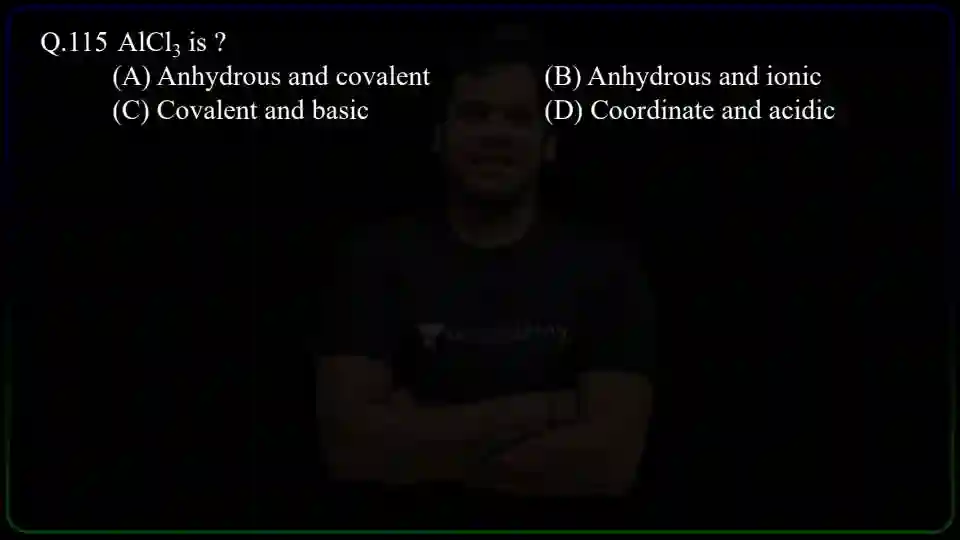 Q.115 AlCl₃ is ?
(A) Anhydrous and covalent (B) Anhydrous and ionic
(C) Covalent and basic (D) Coordinate and acidic